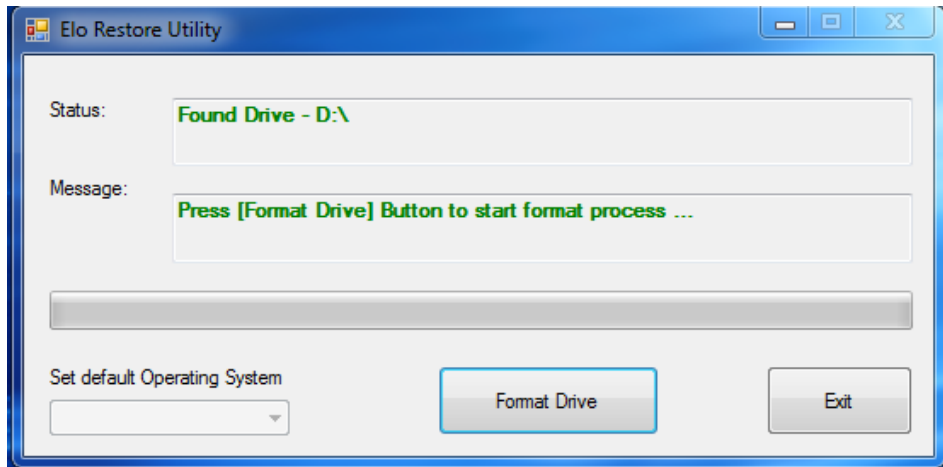 Elo Restore Utility
Status:
Found Drive - D:\
Message:
Press [Format Drive] Button to start format process ...
Set default Operating System
Format Drive
Exit